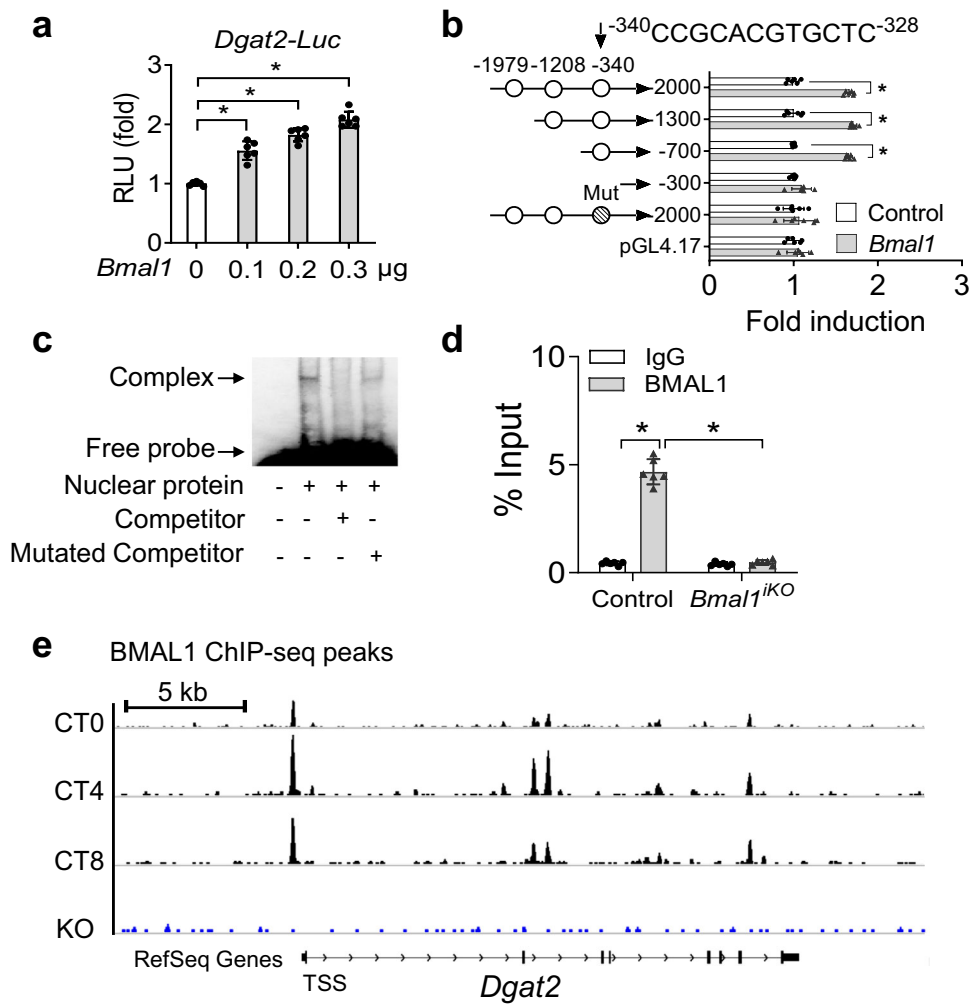 a
Dgat2-Luc
RLU (fold)
3
2
1
0
*
*
*
Bmal1 0 0.1 0.2 0.3 µg
b
-340CCGCACGTGCTC-328
-1979 -1208 -340
2000
1300
-700
-300
Mut
2000
pGL4.17
*
*
*
Control
Bmal1
0 1 2 3
Fold induction
c
Complex
Free probe
Nuclear protein - + + +
Competitor - - + -
Mutated Competitor - - - +
d
% Input
10
5
0
IgG
BMAL1
* *
Control Bmal1iKO
e
BMAL1 ChIP-seq peaks
5 kb
CT0
CT4
CT8
KO
RefSeq Genes
TSS
Dgat2